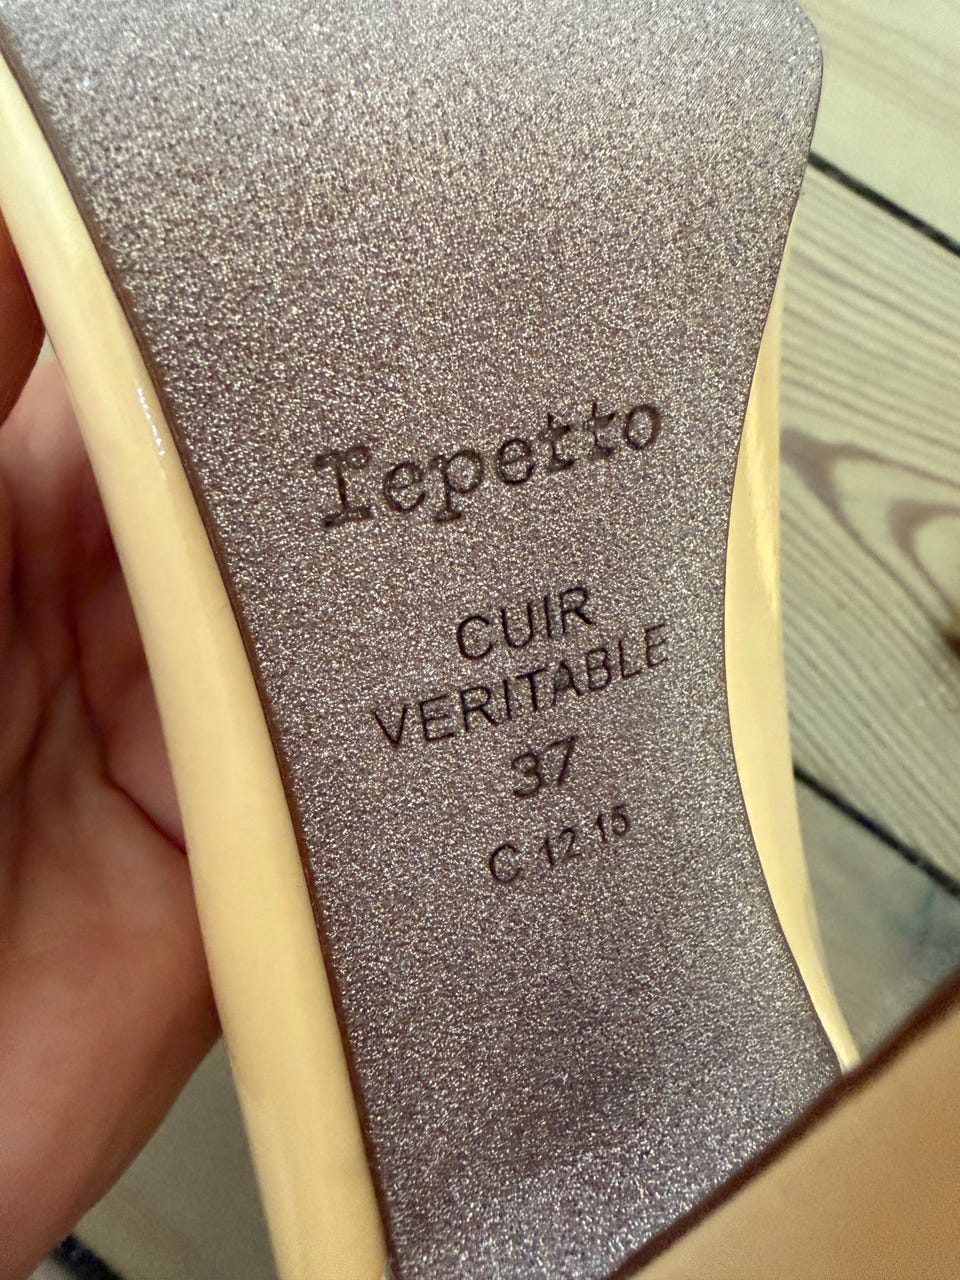 repetto
CUIR
VERITABLE
37
C 12 15